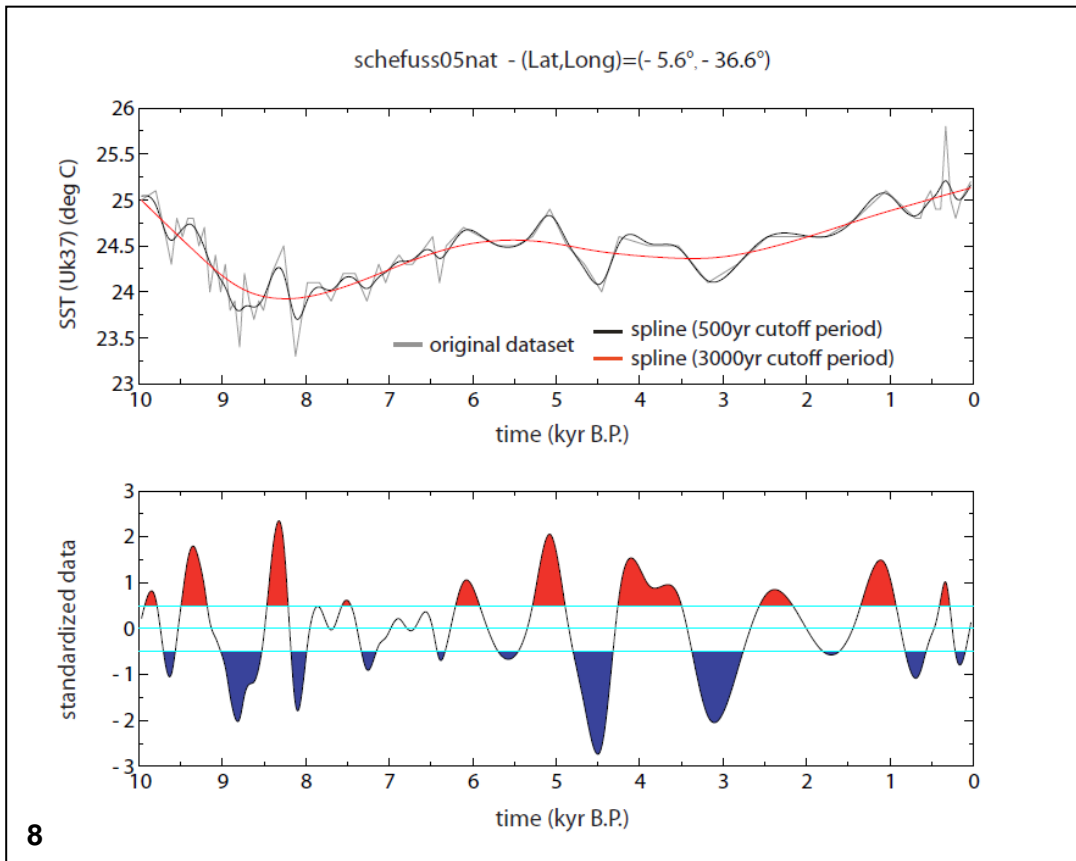 schefuss05nat - (Lat,Long)=(- 5.6°, - 36.6°)
26
25.5
25
24.5
24
23.5
23
SST (Uk37) (deg C)
original dataset
spline (500yr cutoff period)
spline (3000yr cutoff period)
10 9 8 7 6 5 4 3 2 1 0
time (kyr B.P.)
3
2
1
0
- 1
- 2
- 3
standardized data
10 9 8 7 6 5 4 3 2 1 0
time (kyr B.P.)
8